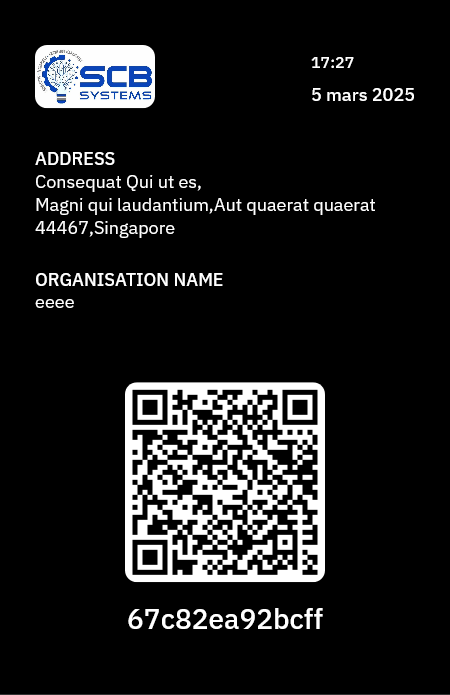 SCB
SYSTEMS
17:27
5 mars 2025
ADDRESS
Consequat Qui ut es,
Magni qui laudantium,Aut quaerat quaerat
44467,Singapore
ORGANISATION NAME
eeee
67c82ea92bcff